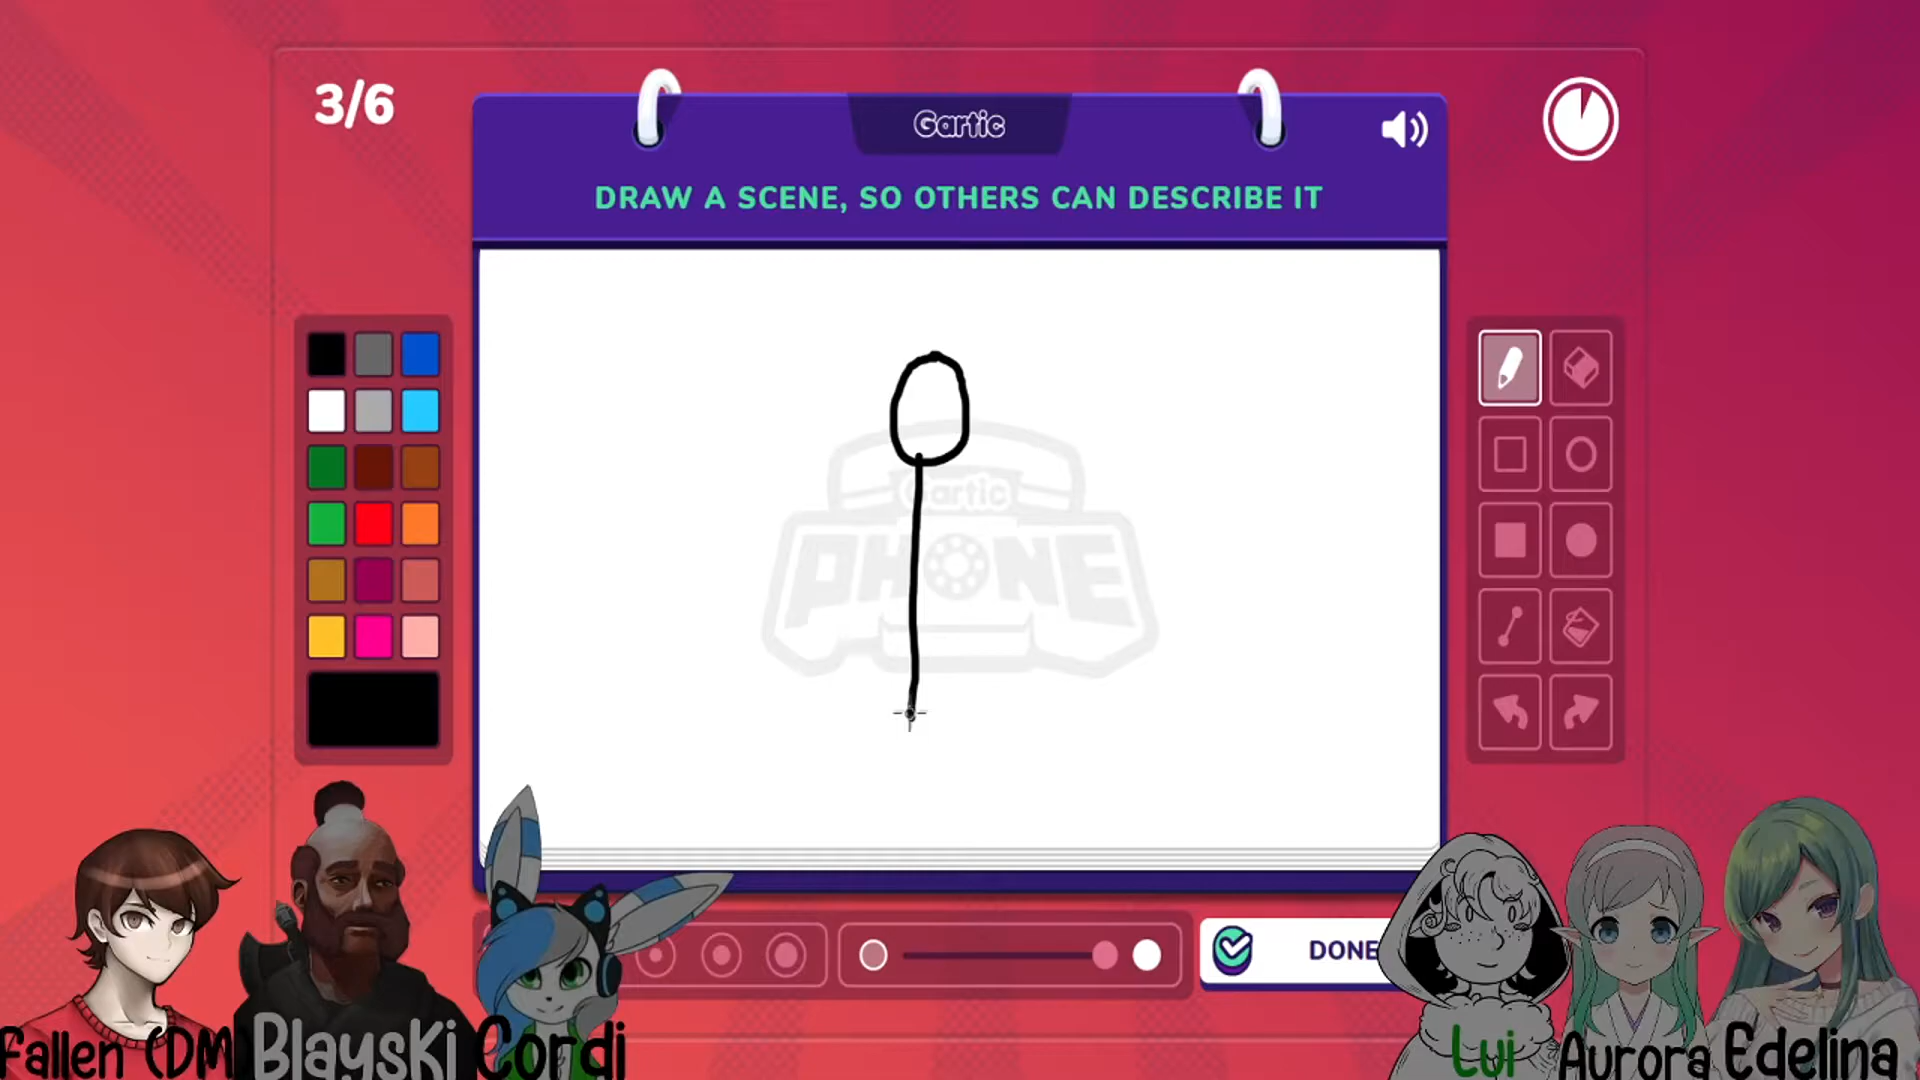 3/6
Gartic
DRAW A SCENE, SO OTHERS CAN DESCRIBE IT
Gartic
PHONE
DONE
Fallen (DM)
Blayski
Cordi
Lui
Aurora
Edelina